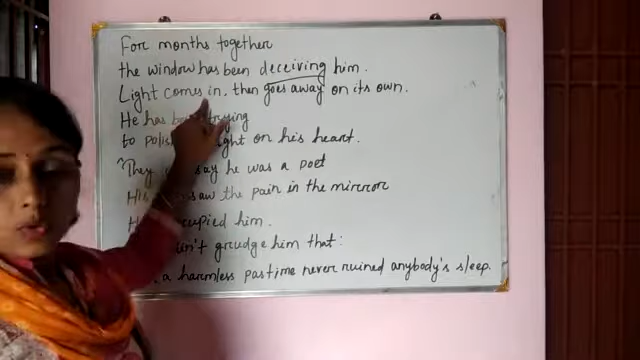 For months together
the window has been deceiving him.
Light comes in, then goes away on its own.
He has trying
to light on his heart.
"They say he was a poet
saw the pain in the mirror
occupied him.
grudge him that:
a harmless pastime never ruined anybody's sleep.